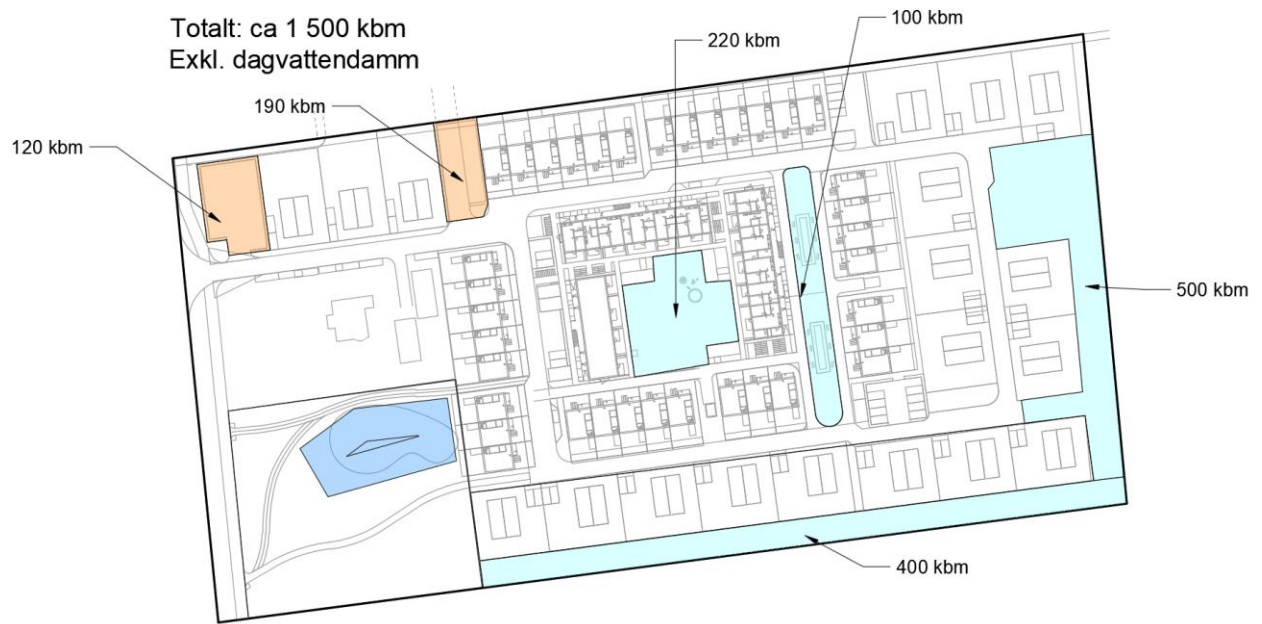 Totalt: ca 1 500 kbm
Exkl. dagvattendamm
100 kbm
220 kbm
190 kbm
120 kbm
500 kbm
400 kbm